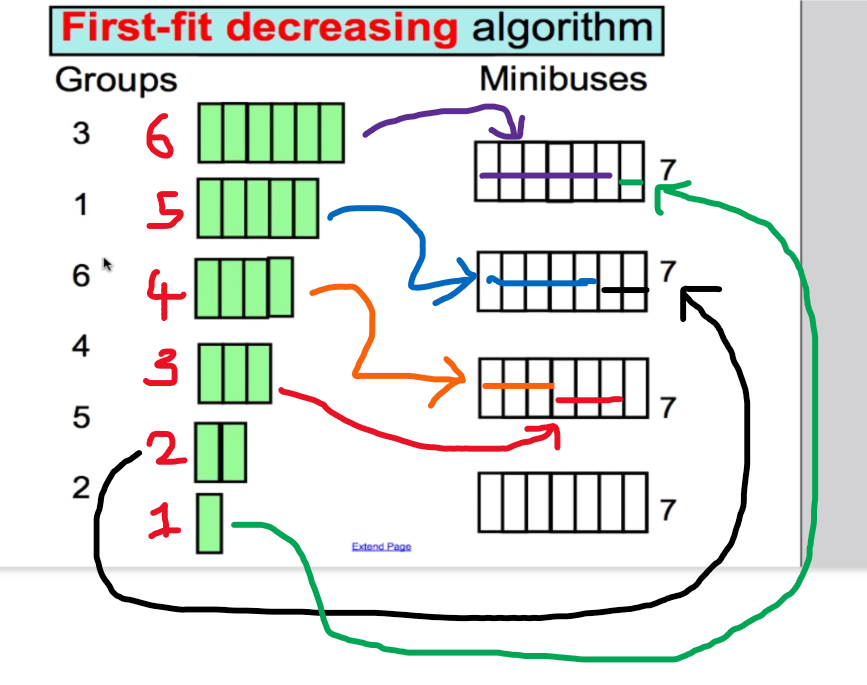 First-fit decreasing algorithm
Groups Minibuses
3 6
7
1 5
6 4 7
4 3
7
5
2
2
1 7
Extend Page